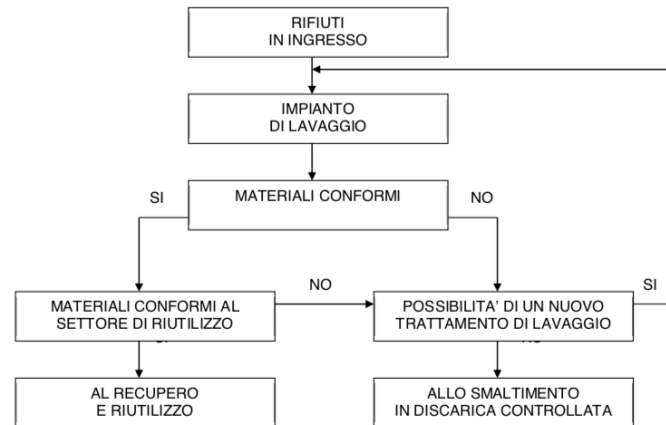 RIFIUTI
IN INGRESSO
IMPIANTO
DI LAVAGGIO
SI
MATERIALI CONFORMI
NO
MATERIALI CONFORMI AL
SETTORE DI RIUTILIZZO
NO
POSSIBILITA' DI UN NUOVO
TRATTAMENTO DI LAVAGGIO
SI
AL RECUPERO
E RIUTILIZZO
ALLO SMALTIMENTO
IN DISCARICA CONTROLLATA